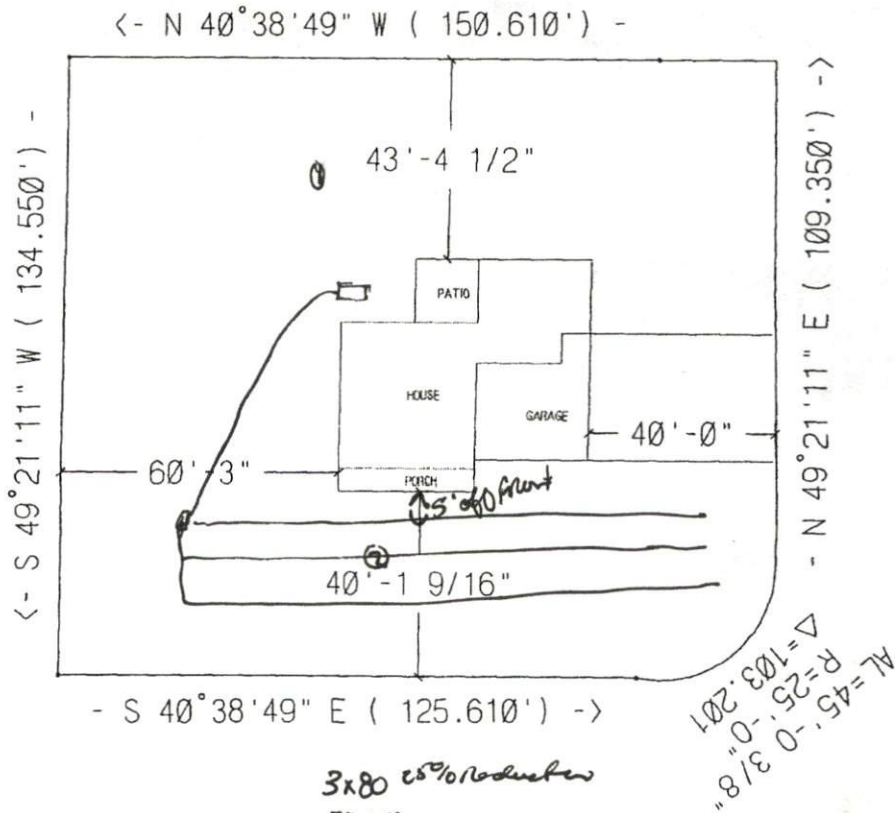 <- N 40°38'49" W ( 150.610') -
<- S 49°21'11" W ( 134.550') -
- N 49°21'11" E ( 109.350') ->
43'-4 1/2"
PATIO
HOUSE
GARAGE
40'-0"
60'-3"
PORCH
5' off front
2
40'-1 9/16"
- S 40°38'49" E ( 125.610') ->
AL=45'-0 3/8"
R=25'-0"
Δ=103.201
3x80 25% reduction